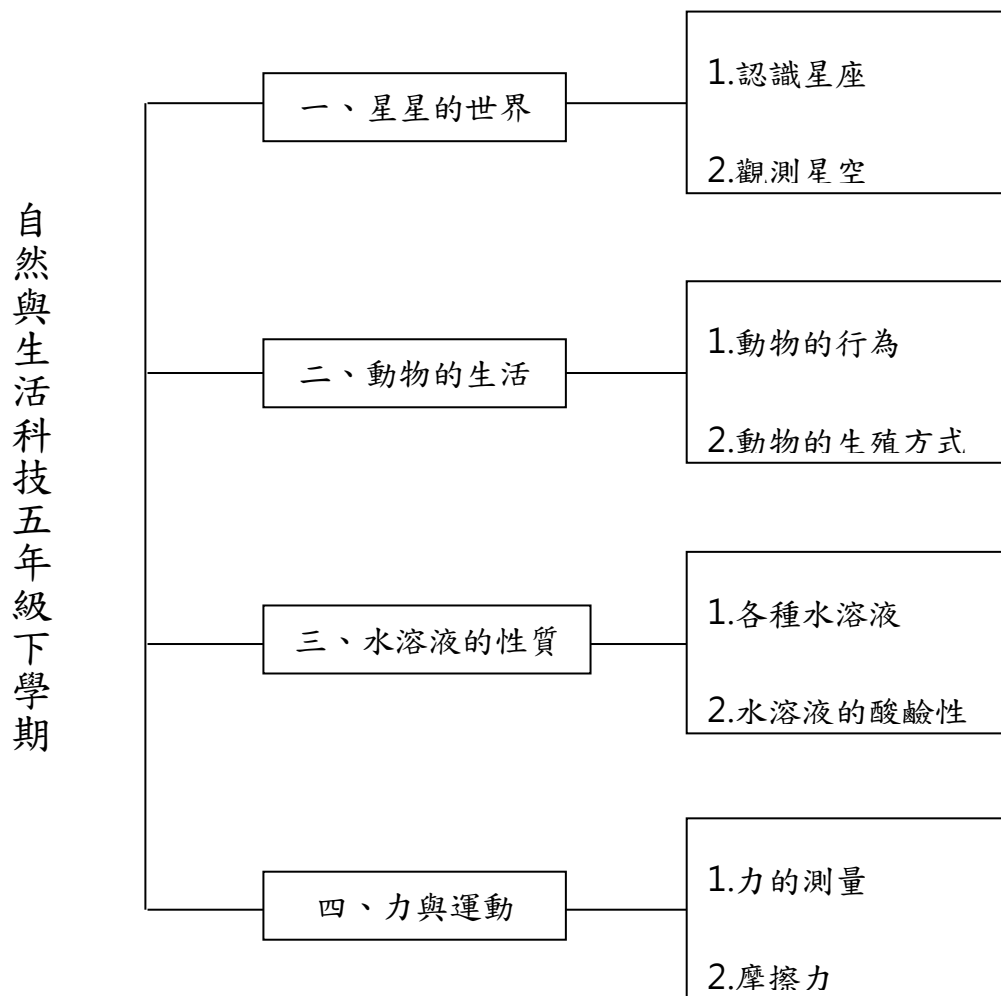 自然與生活科技五年級下學期
一、星星的世界
1.認識星座
2.觀測星空
二、動物的生活
1.動物的行為
2.動物的生殖方式
三、水溶液的性質
1.各種水溶液
2.水溶液的酸鹼性
四、力與運動
1.力的測量
2.摩擦力